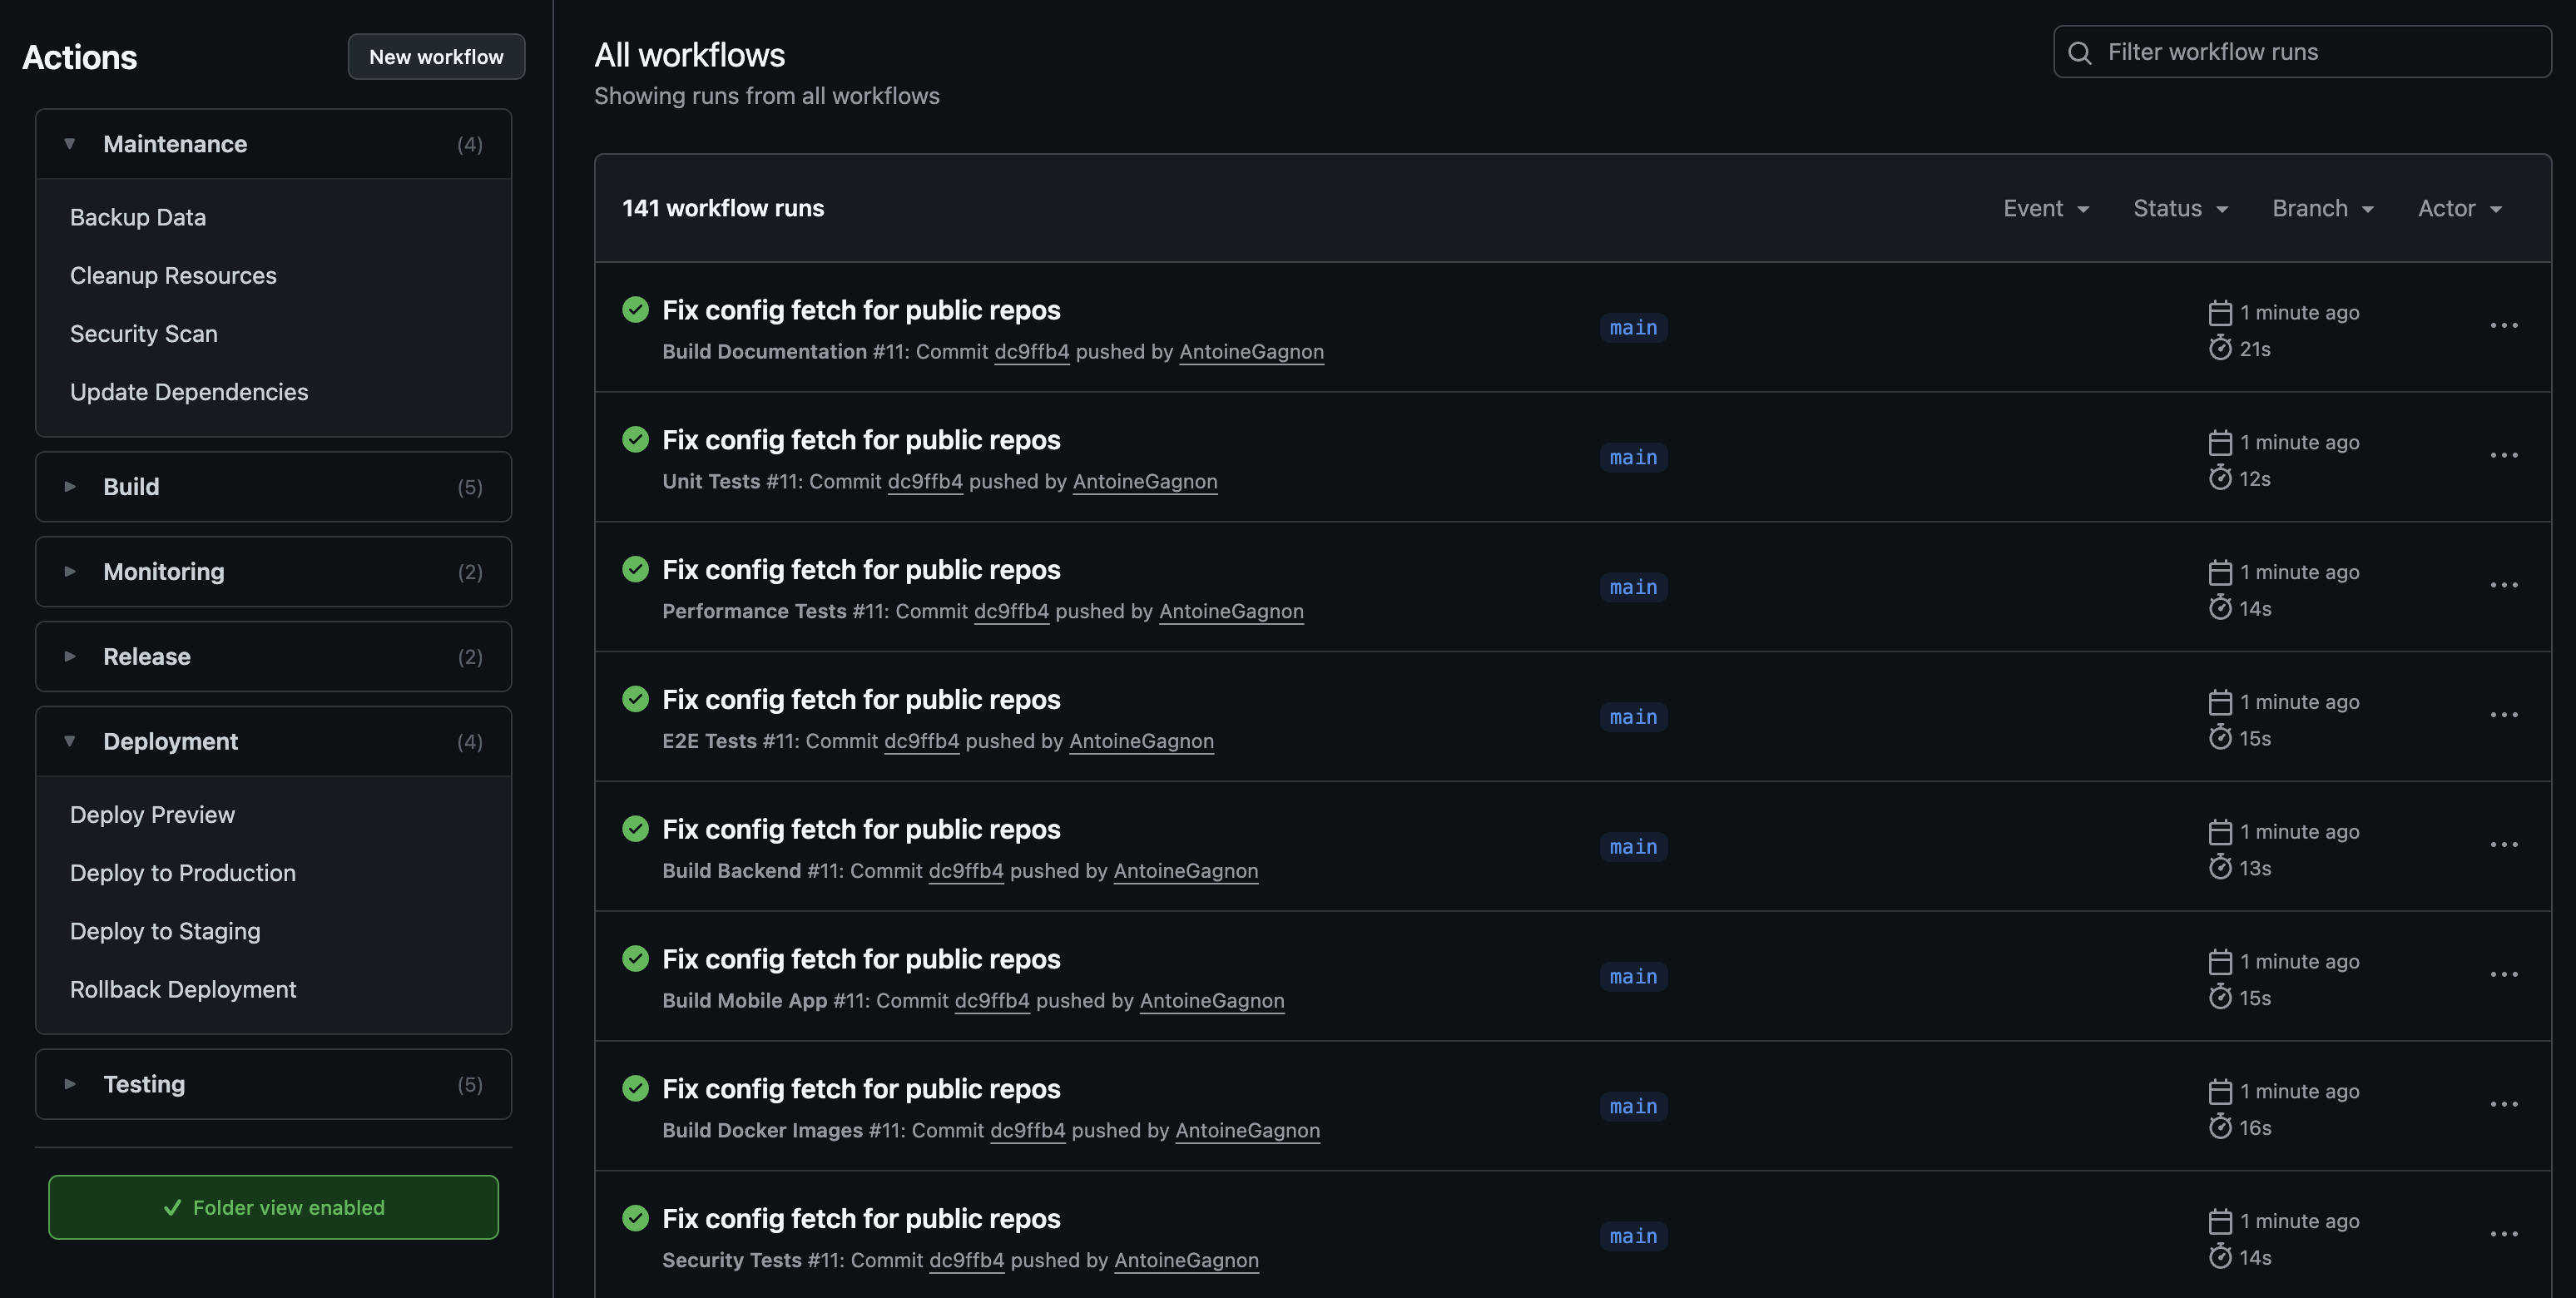 Actions
New workflow
Maintenance (4)
Backup Data
Cleanup Resources
Security Scan
Update Dependencies
Build (5)
Monitoring (2)
Release (2)
Deployment (4)
Deploy Preview
Deploy to Production
Deploy to Staging
Rollback Deployment
Testing (5)
✓ Folder view enabled
All workflows
Showing runs from all workflows
Filter workflow runs
141 workflow runs
Event Status Branch Actor
Fix config fetch for public repos
Build Documentation #11: Commit dc9ffb4 pushed by AntoineGagnon
main
1 minute ago
21s
Fix config fetch for public repos
Unit Tests #11: Commit dc9ffb4 pushed by AntoineGagnon
main
1 minute ago
12s
Fix config fetch for public repos
Performance Tests #11: Commit dc9ffb4 pushed by AntoineGagnon
main
1 minute ago
14s
Fix config fetch for public repos
E2E Tests #11: Commit dc9ffb4 pushed by AntoineGagnon
main
1 minute ago
15s
Fix config fetch for public repos
Build Backend #11: Commit dc9ffb4 pushed by AntoineGagnon
main
1 minute ago
13s
Fix config fetch for public repos
Build Mobile App #11: Commit dc9ffb4 pushed by AntoineGagnon
main
1 minute ago
15s
Fix config fetch for public repos
Build Docker Images #11: Commit dc9ffb4 pushed by AntoineGagnon
main
1 minute ago
16s
Fix config fetch for public repos
Security Tests #11: Commit dc9ffb4 pushed by AntoineGagnon
main
1 minute ago
14s